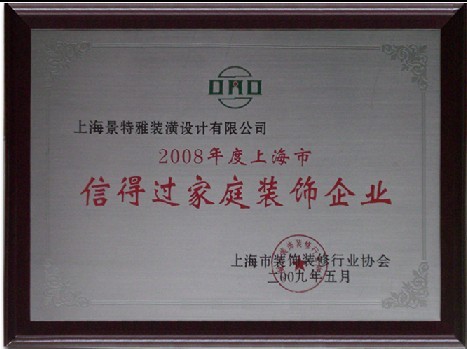 上海景特雅装潢设计有限公司
2008年度上海市
信得过家庭装饰企业
上海市装饰装修行业协会
二00九年五月